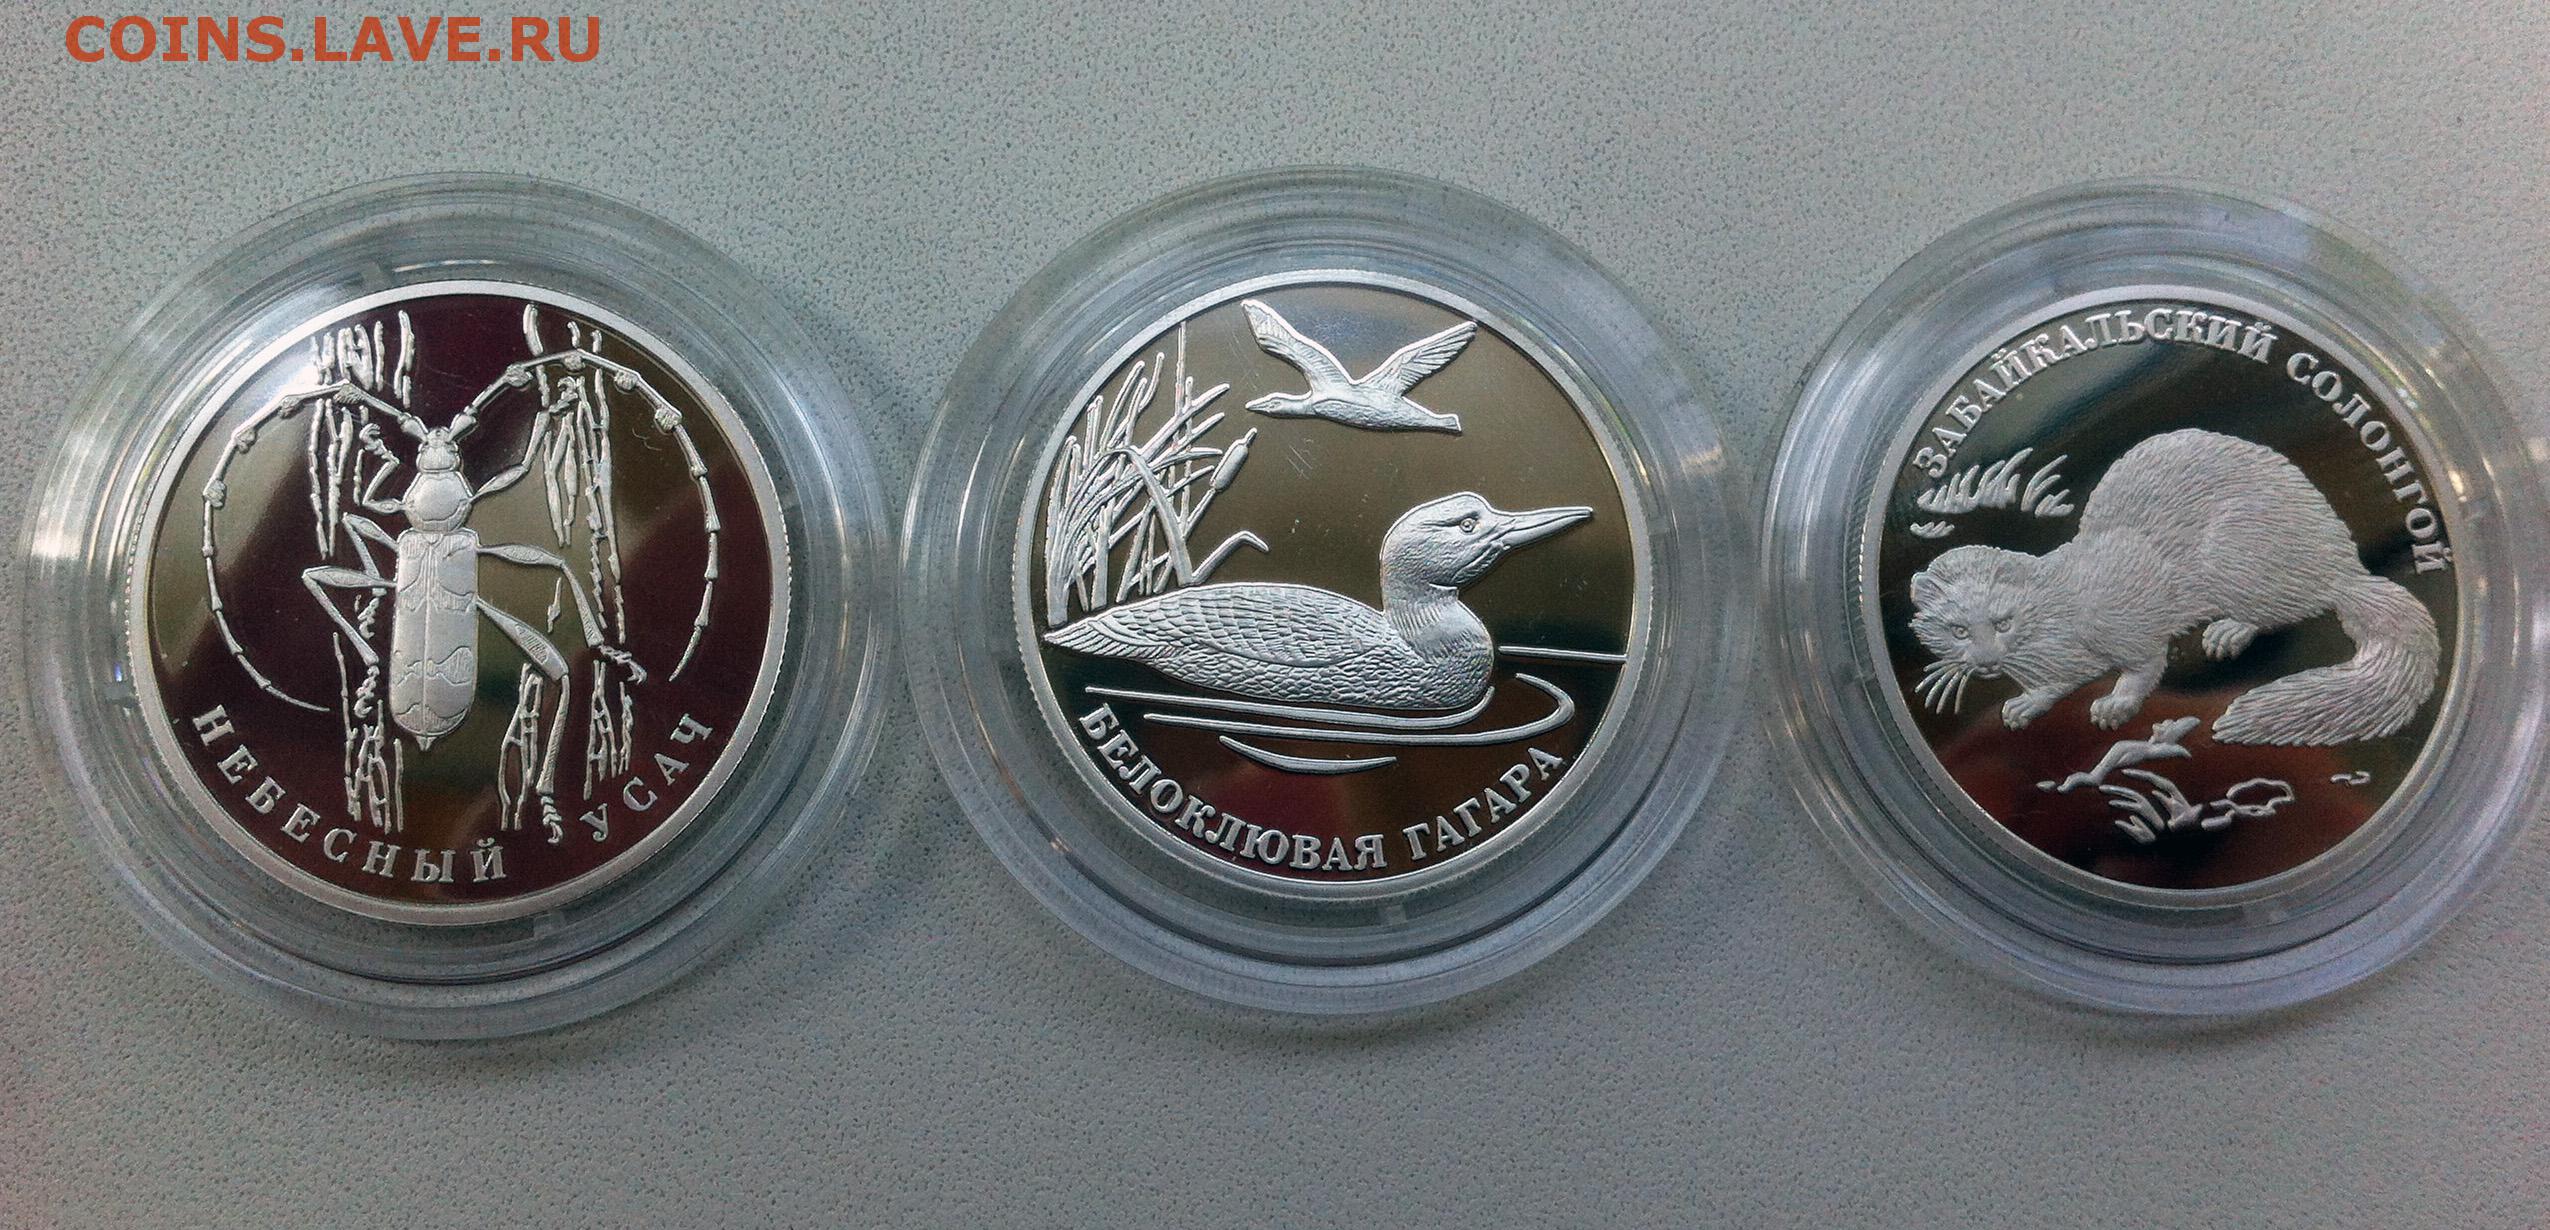 COINS.LAVE.RU
НЕБЕСНЫЙ УСАЧ
БЕЛОКЛЮВАЯ ГАГАРА
ЗАБАЙКАЛЬСКИЙ СОЛОНГОЙ